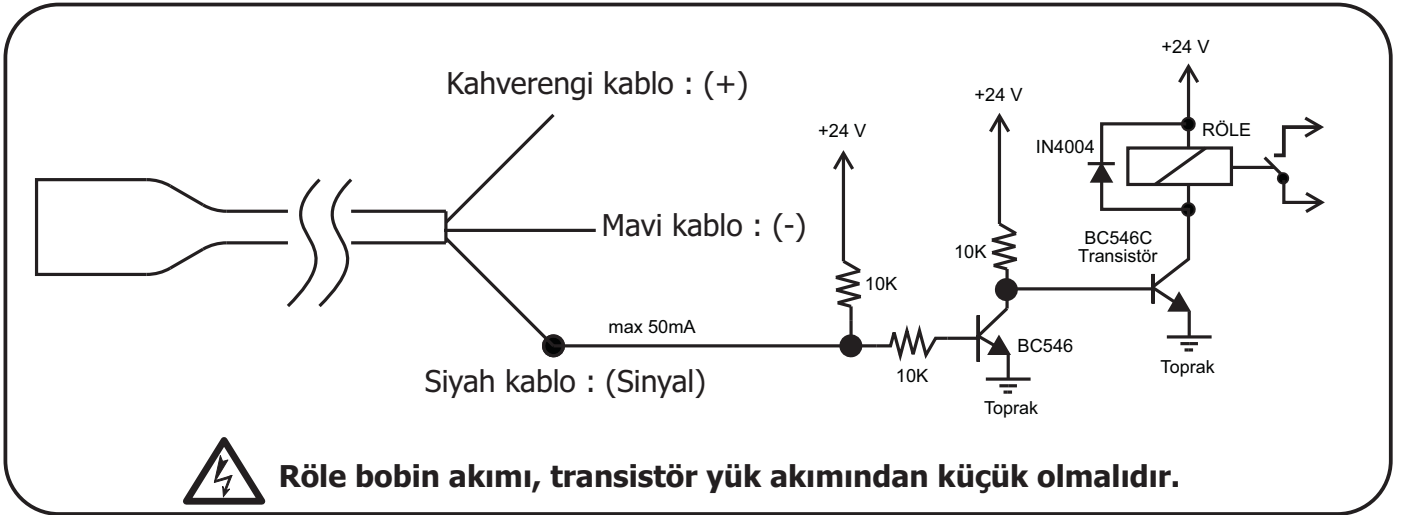 Kahverengi kablo : (+)
Mavi kablo : (-)
Siyah kablo : (Sinyal)
max 50mA
+24 V
10K
10K
+24 V
10K
BC546
Toprak
+24 V
RÖLE
IN4004
BC546C
Transistör
Toprak
Röle bobin akımı, transistör yük akımından küçük olmalıdır.